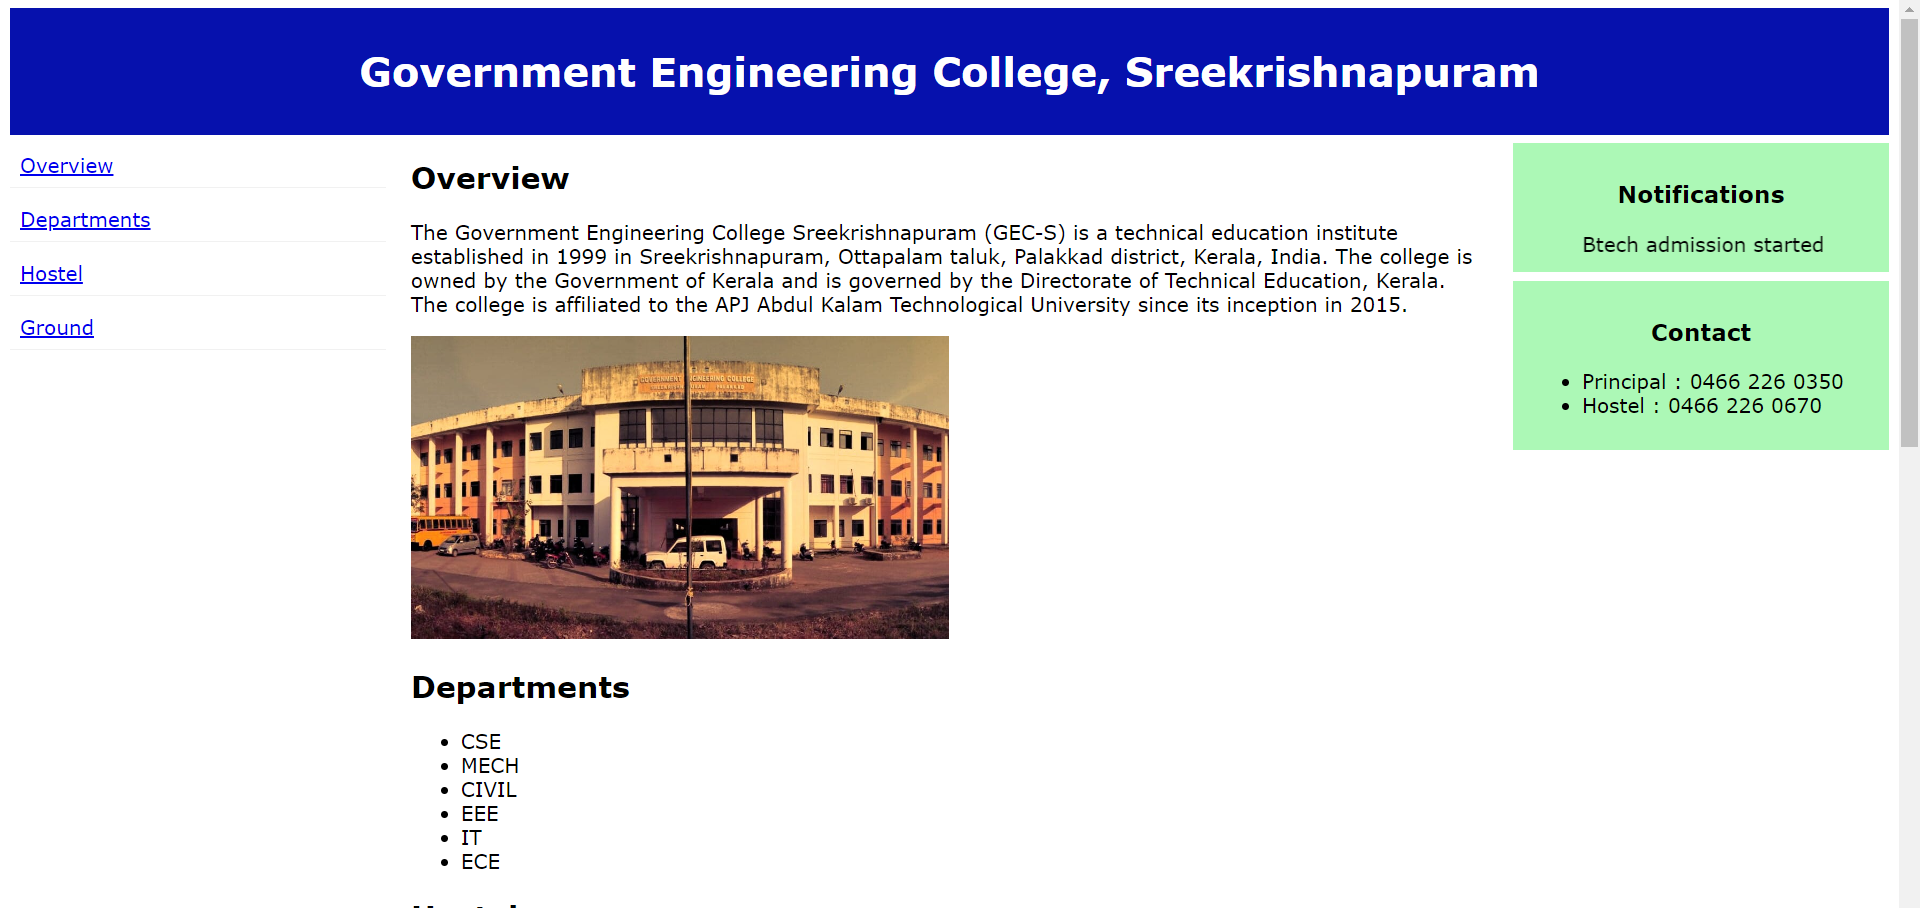 Government Engineering College, Sreekrishnapuram
Overview
Departments
Hostel
Ground
Overview
The Government Engineering College Sreekrishnapuram (GEC-S) is a technical education institute
established in 1999 in Sreekrishnapuram, Ottapalam taluk, Palakkad district, Kerala, India. The college is
owned by the Government of Kerala and is governed by the Directorate of Technical Education, Kerala.
The college is affiliated to the APJ Abdul Kalam Technological University since its inception in 2015.
GOVERNMENT ENGINEERING COLLEGE
Departments
CSE
MECH
CIVIL
EEE
IT
ECE
Notifications
Btech admission started
Contact
Principal : 0466 226 0350
Hostel : 0466 226 0670